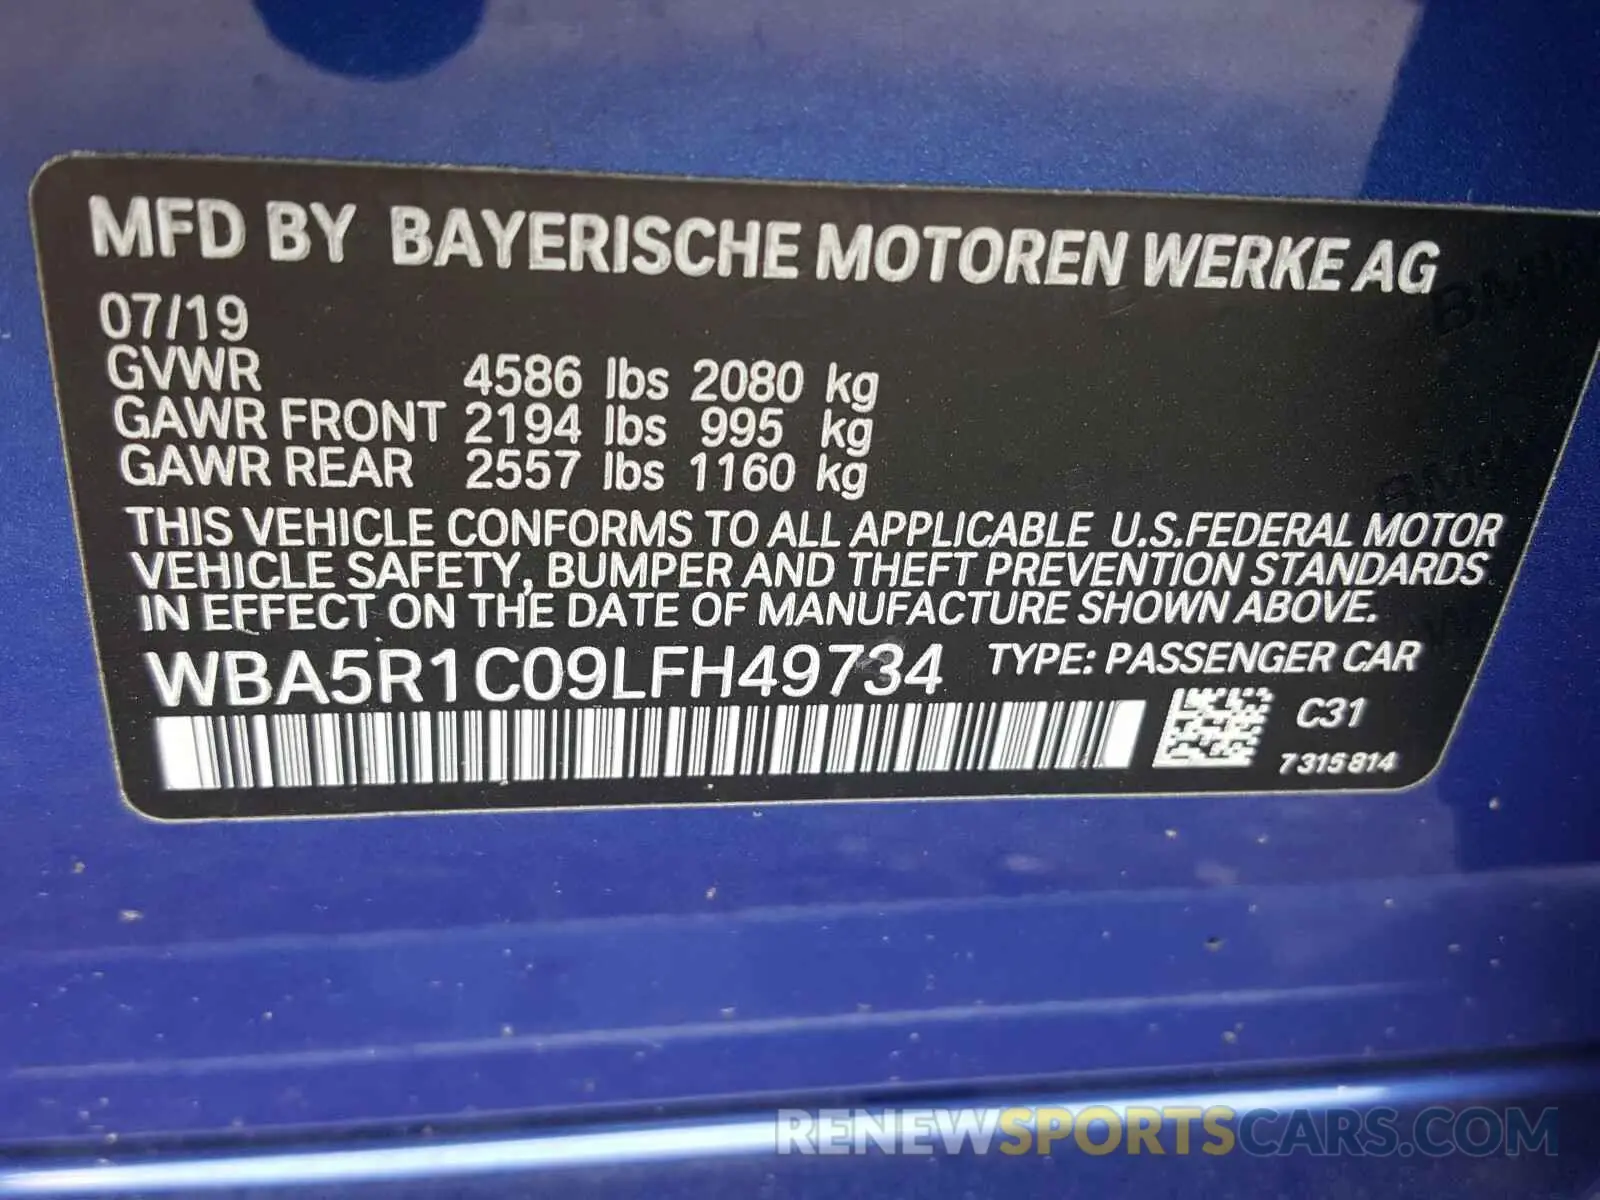 MFD BY BAYERISCHE MOTOREN WERKE AG
07/19
GVWR 4586 lbs 2080 kg
GAWR FRONT 2194 lbs 995 kg
GAWR REAR 2557 lbs 1160 kg
THIS VEHICLE CONFORMS TO ALL APPLICABLE U.S.FEDERAL MOTOR
VEHICLE SAFETY, BUMPER AND THEFT PREVENTION STANDARDS
IN EFFECT ON THE DATE OF MANUFACTURE SHOWN ABOVE.
WBA5R1C09LFH49734 TYPE: PASSENGER CAR
C31
7315814
RENEWSPORTSCARS.COM